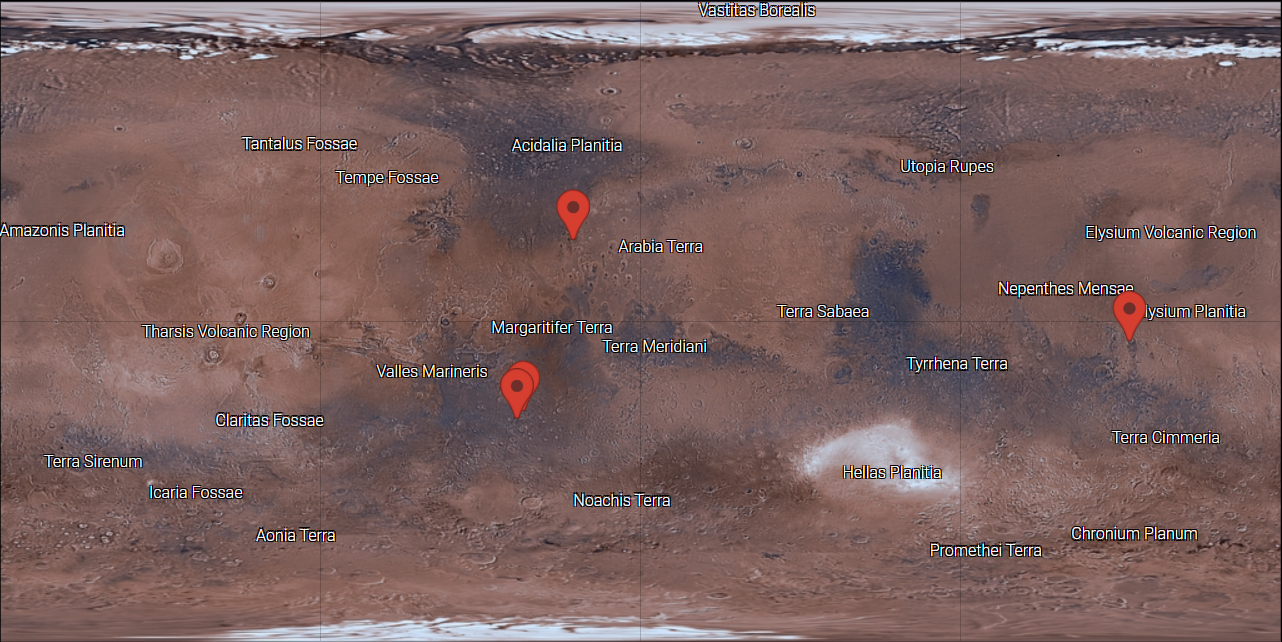 Vastitas Borealis
Tantalus Fossae
Acidalia Planitia
Utopia Rupes
Tempe Fossae
Amazonis Planitia
Arabia Terra
Elysium Volcanic Region
Nepenthes Mensae
Terra Sabaea
lysium Planitia
Tharsis Volcanic Region
Margaritifer Terra
Terra Meridiani
Valles Marineris
Tyrrhena Terra
Claritas Fossae
Terra Cimmeria
Terra Sirenum
Hellas Planitia
Icaria Fossae
Noachis Terra
Aonia Terra
Chronium Planum
Promethei Terra